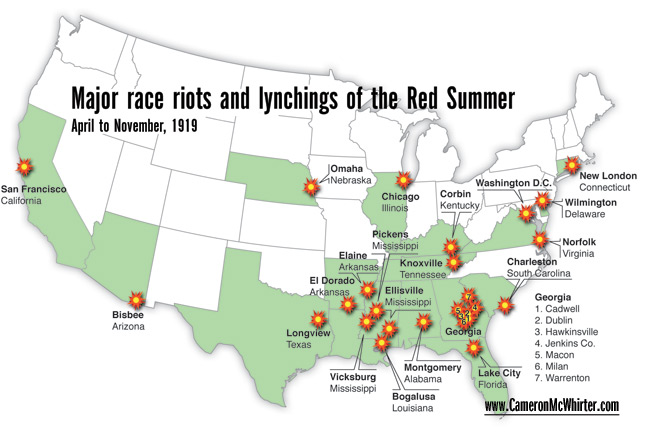 Major race riots and lynchings of the Red Summer
April to November, 1919
Omaha
Nebraska
Chicago
Illinois
Corbin
Kentucky
Washington D.C.
New London
Connecticut
San Francisco
California
Wilmington
Delaware
Pickens
Mississippi
Norfolk
Virginia
Elaine
Arkansas
Knoxville
Tennessee
Charleston
South Carolina
El Dorado
Arkansas
Ellisville
Mississippi
Bisbee
Arizona
Longview
Texas
Georgia
Georgia
1. Cadwell
2. Dublin
3. Hawkinsville
4. Jenkins Co.
5. Macon
6. Milan
7. Warrenton
Vicksburg
Mississippi
Bogalusa
Louisiana
Montgomery
Alabama
Lake City
Florida
www.CameronMcWhirter.com